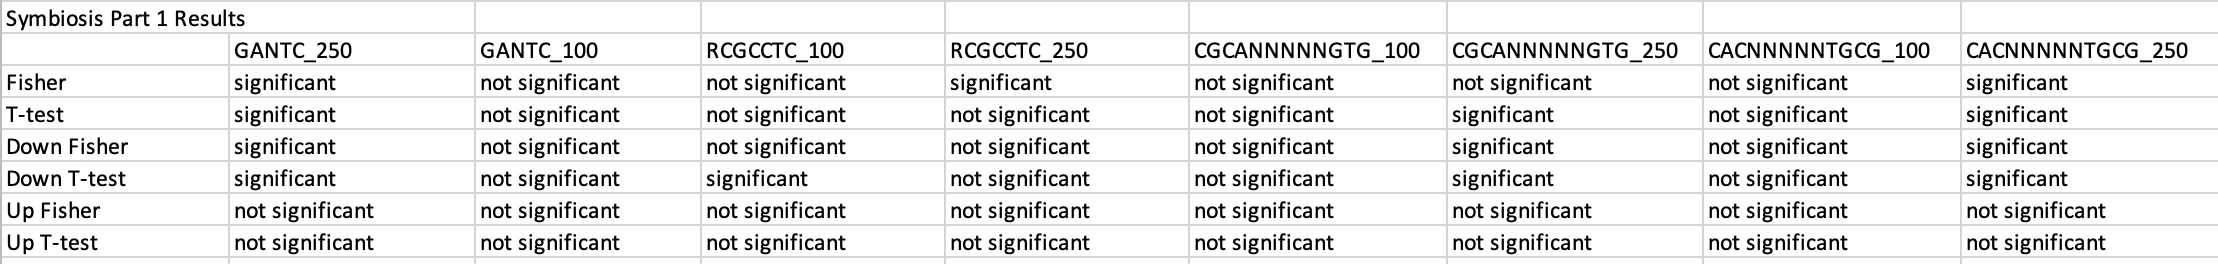 Symbiosis Part 1 Results
GANTC_250 GANTC_100 RCGCCTC_100 RCGCCTC_250 CGCANNNNNGTG_100 CGCANNNNNGTG_250 CACNNNNNTGCG_100 CACNNNNNTGCG_250
Fisher significant not significant not significant significant not significant not significant not significant significant
T-test significant not significant not significant not significant not significant significant not significant significant
Down Fisher significant not significant not significant not significant not significant significant not significant significant
Down T-test significant not significant significant not significant not significant significant not significant significant
Up Fisher not significant not significant not significant not significant not significant not significant not significant not significant
Up T-test not significant not significant not significant not significant not significant not significant not significant not significant